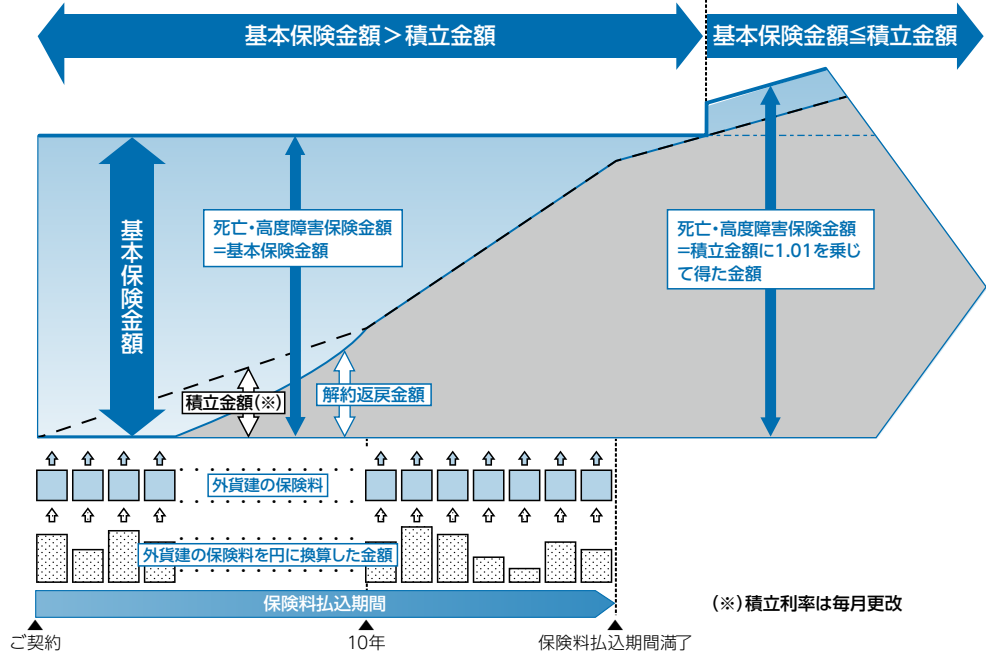 基本保険金額＞積立金額
基本保険金額≦積立金額
基本保険金額
死亡・高度障害保険金額
=基本保険金額
死亡・高度障害保険金額
=積立金額に1.01を乗じ
て得た金額
積立金額(※)
解約返戻金額
外貨建の保険料
外貨建の保険料を円に換算した金額
保険料払込期間
(※)積立利率は毎月更改
ご契約
10年
保険料払込期間満了